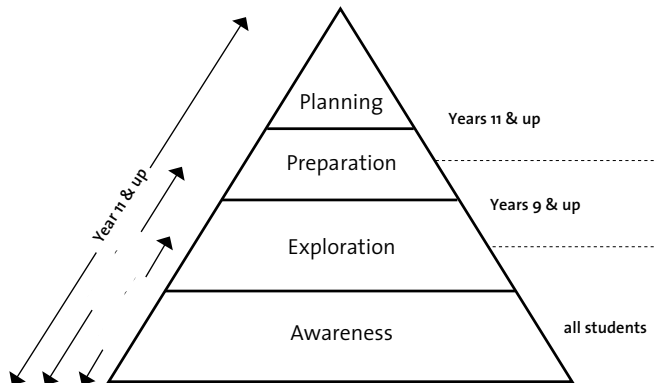 Planning
Years 11 & up
Preparation
Year 11 & up
Years 9 & up
Exploration
all students
Awareness